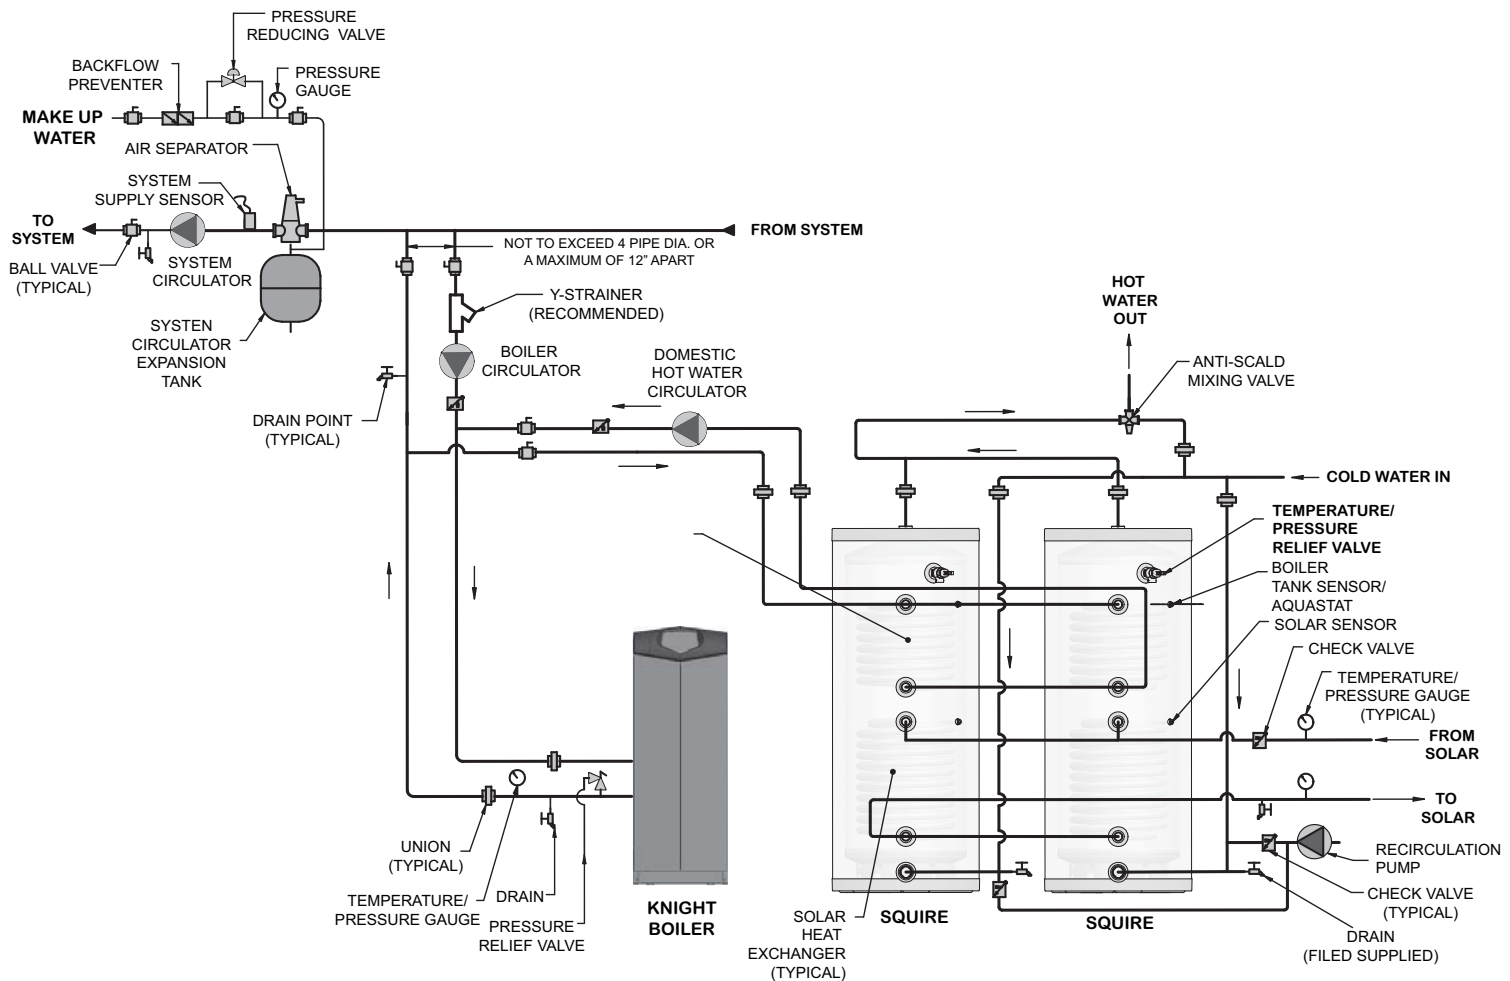 PRESSURE
REDUCING VALVE
BACKFLOW
PREVENTER
PRESSURE
GAUGE
MAKE UP
WATER
AIR SEPARATOR
SYSTEM
SUPPLY SENSOR
TO
SYSTEM
FROM SYSTEM
NOT TO EXCEED 4 PIPE DIA. OR
A MAXIMUM OF 12" APART
BALL VALVE
(TYPICAL)
SYSTEM
CIRCULATOR
SYSTEN
CIRCULATOR
EXPANSION
TANK
Y-STRAINER
(RECOMMENDED)
BOILER
CIRCULATOR
DOMESTIC
HOT WATER
CIRCULATOR
HOT
WATER
OUT
ANTI-SCALD
MIXING VALVE
DRAIN POINT
(TYPICAL)
COLD WATER IN
TEMPERATURE/
PRESSURE
RELIEF VALVE
BOILER
TANK SENSOR/
AQUASTAT
SOLAR SENSOR
CHECK VALVE
TEMPERATURE/
PRESSURE GAUGE
(TYPICAL)
FROM
SOLAR
TO
SOLAR
RECIRCULATION
PUMP
CHECK VALVE
(TYPICAL)
DRAIN
(FILED SUPPLIED)
UNION
(TYPICAL)
TEMPERATURE/
PRESSURE GAUGE
DRAIN
PRESSURE
RELIEF VALVE
KNIGHT
BOILER
SOLAR
HEAT
EXCHANGER
(TYPICAL)
SQUIRE
SQUIRE